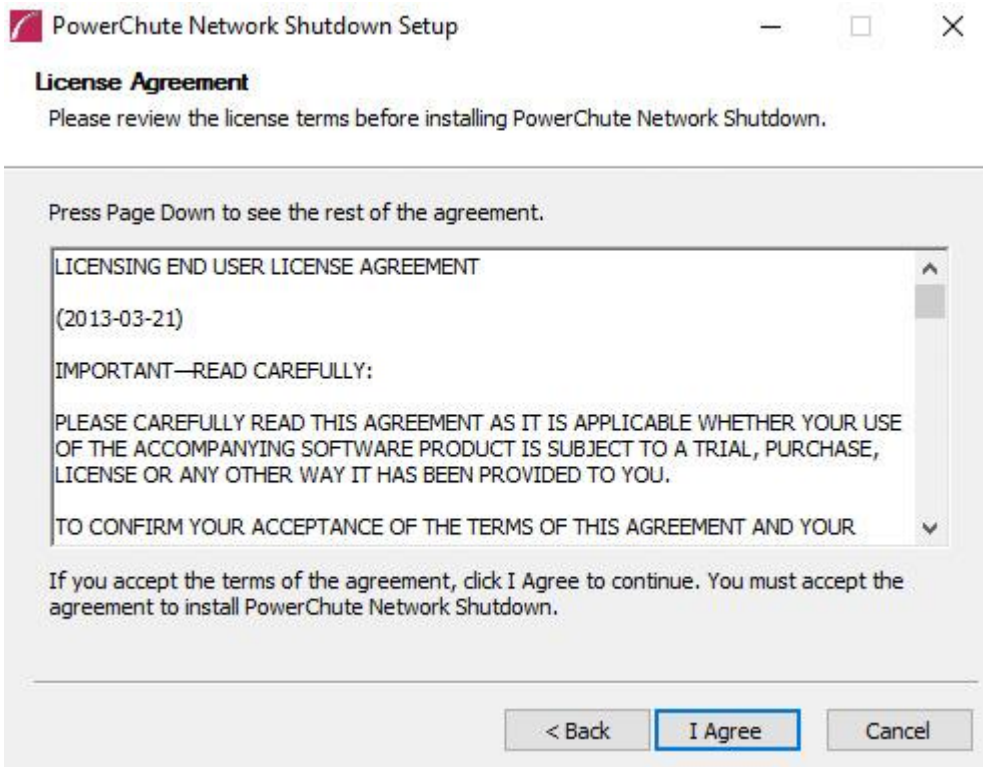 PowerChute Network Shutdown Setup
License Agreement
Please review the license terms before installing PowerChute Network Shutdown.
Press Page Down to see the rest of the agreement.
LICENSING END USER LICENSE AGREEMENT
(2013-03-21)
IMPORTANT—READ CAREFULLY:
PLEASE CAREFULLY READ THIS AGREEMENT AS IT IS APPLICABLE WHETHER YOUR USE
OF THE ACCOMPANYING SOFTWARE PRODUCT IS SUBJECT TO A TRIAL, PURCHASE,
LICENSE OR ANY OTHER WAY IT HAS BEEN PROVIDED TO YOU.
TO CONFIRM YOUR ACCEPTANCE OF THE TERMS OF THIS AGREEMENT AND YOUR
If you accept the terms of the agreement, click I Agree to continue. You must accept the
agreement to install PowerChute Network Shutdown.
< Back I Agree Cancel